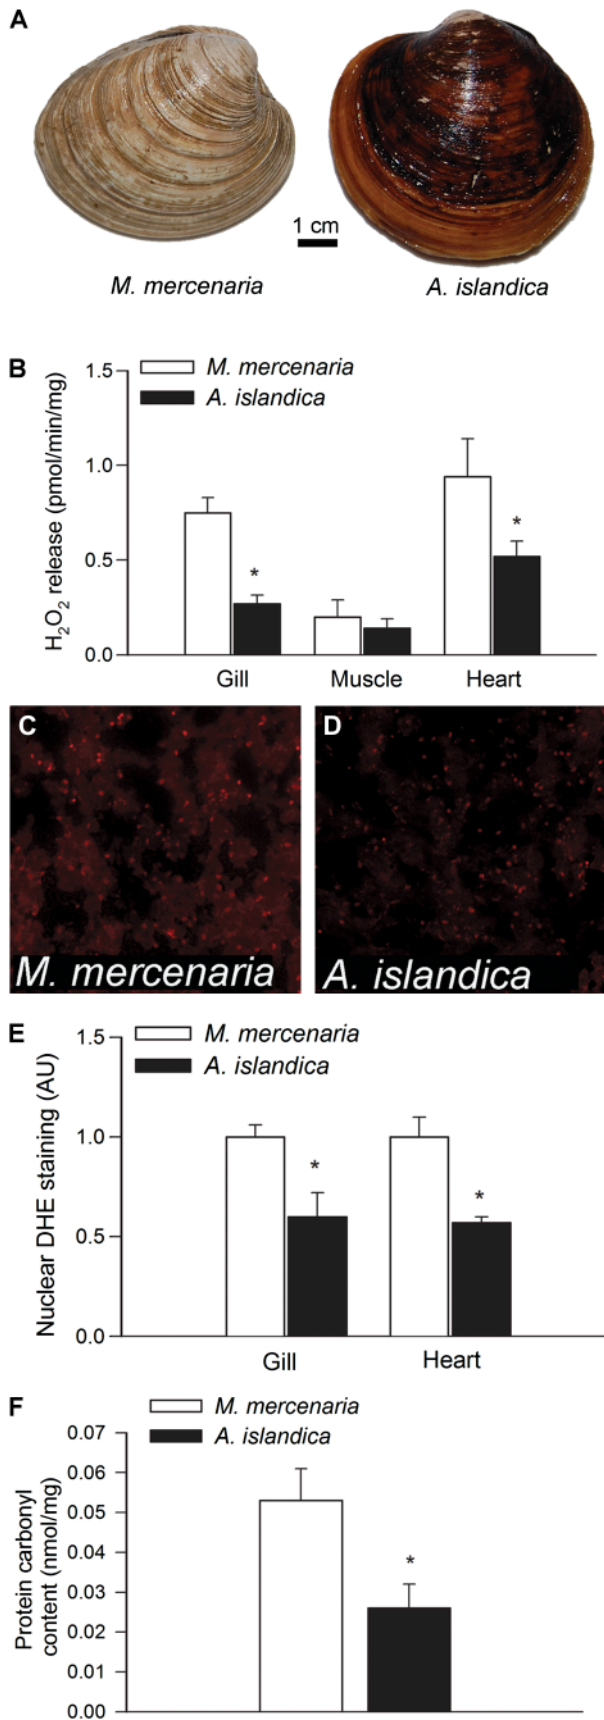 A
1 cm
M. mercenaria
A. islandica
B
M. mercenaria
A. islandica
H₂O₂ release (pmol/min/mg)
1.5
1.0
0.5
0.0
*
*
Gill Muscle Heart
C
D
M. mercenaria
A. islandica
E
M. mercenaria
A. islandica
Nuclear DHE staining (AU)
1.5
1.0
0.5
0.0
*
*
Gill Heart
F
M. mercenaria
A. islandica
Protein carbonyl
content (nmol/mg)
0.07
0.06
0.05
0.04
0.03
0.02
0.01
0.00
*